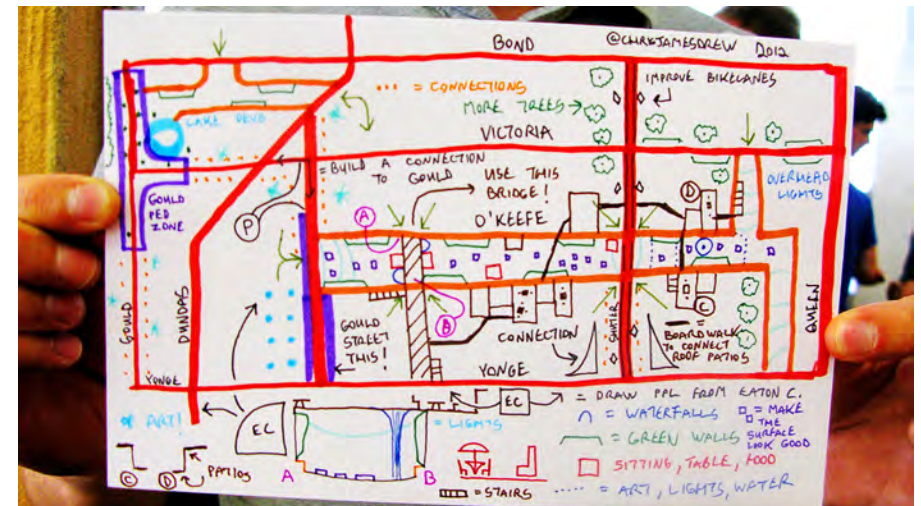 BOND
@CHRISJAMESDREW 2012
••• = CONNECTIONS
IMPROVE BIKELANES
MORE TREES →
LAKE DEVO
VICTORIA
= BUILD A CONNECTION
TO GOULD
USE THIS
BRIDGE!
OVERHEAD
LIGHTS
GOULD
PED
ZONE
P
A
D
O'KEEFE
GOULD
DUNDAS
GOULD
STREET
THIS!
B
CONNECTION
SHUTER
C
=
BOARDWALK
TO CONNECT
ROOF PATIOS
QUEEN
YONGE
YONGE
EC
= DRAW PPL FROM EATON C.
* ART!
EC
= LIGHTS
= WATERFALLS
= MAKE
THE
SURFACE
LOOK GOOD
= GREEN WALLS
SITTING, TABLE, FOOD
C
D
PATIOS
A
B
= STAIRS
..... = ART, LIGHTS, WATER